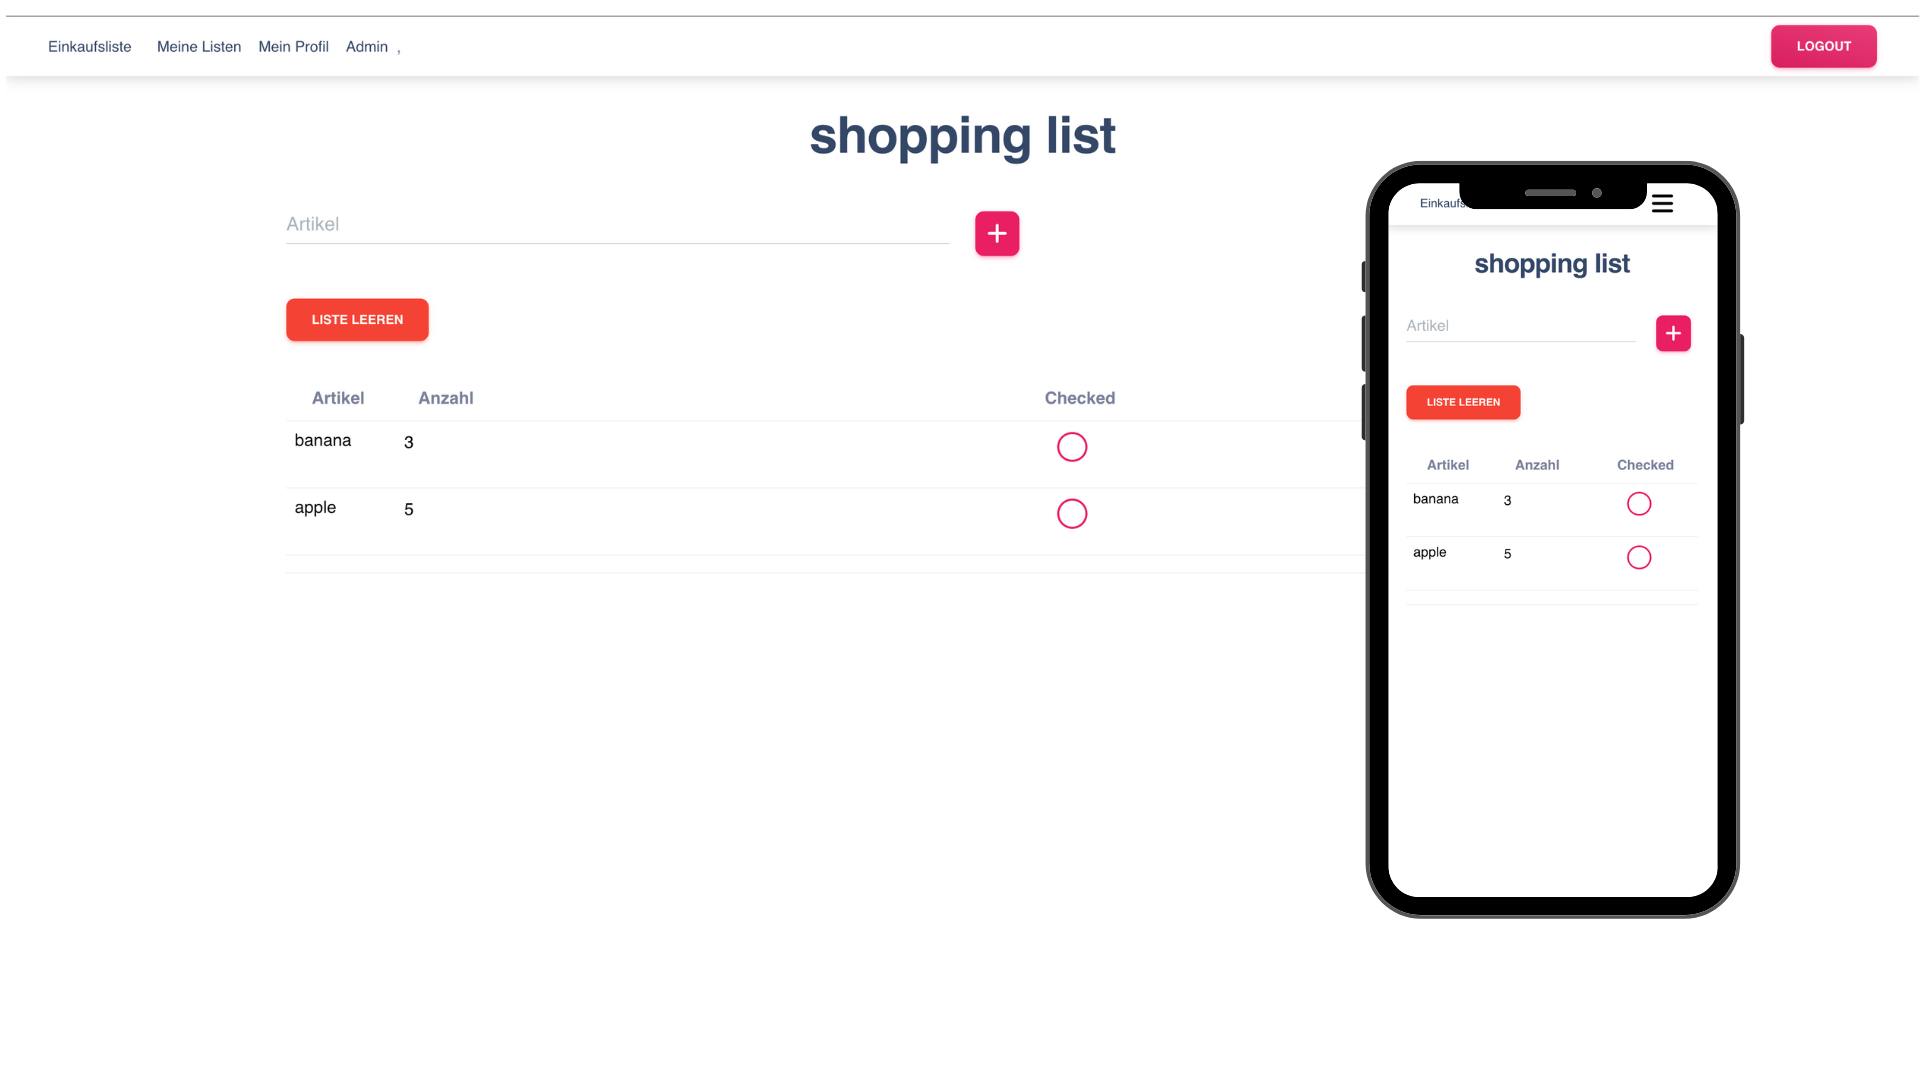 Einkaufsliste Meine Listen Mein Profil Admin , LOGOUT
shopping list
Artikel
LISTE LEEREN
Artikel Anzahl Checked
banana 3
apple 5
Einkaufs
shopping list
Artikel
LISTE LEEREN
Artikel Anzahl Checked
banana 3
apple 5